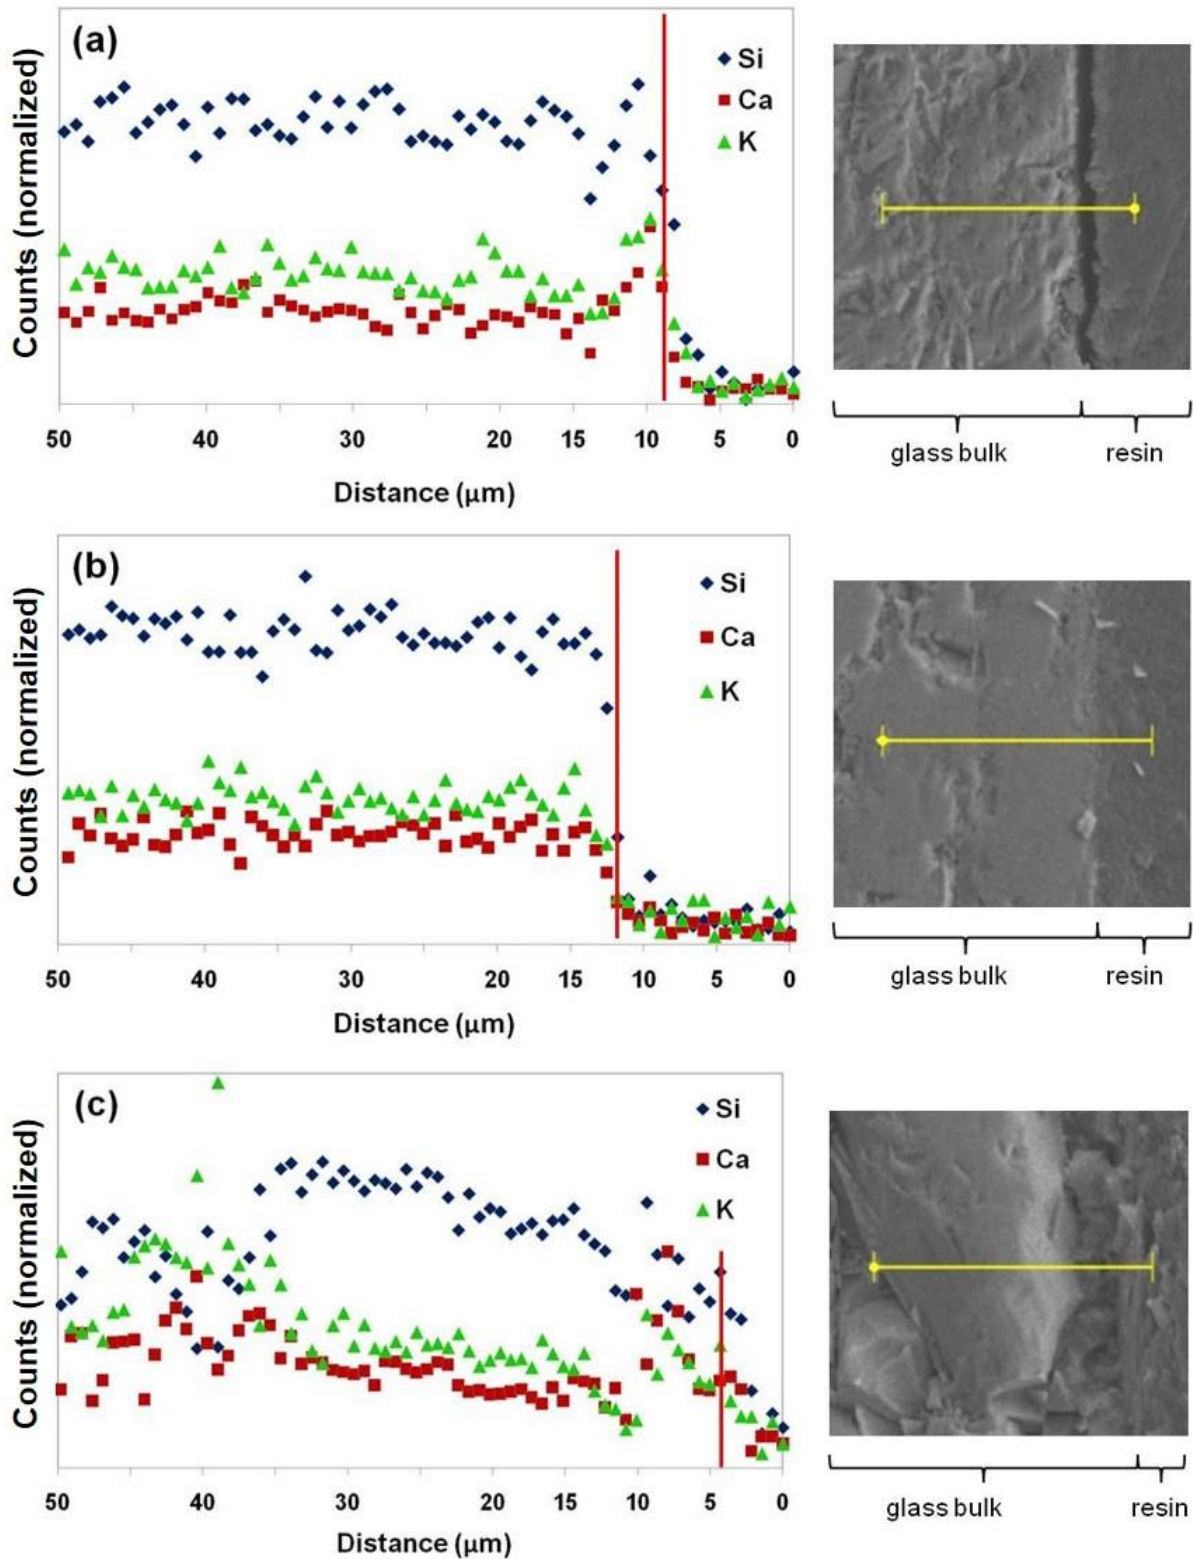 (a)
Si
Ca
K
Counts (normalized)
50 40 30 20 15 10 5 0
Distance (μm)
glass bulk resin
(b)
Si
Ca
K
Counts (normalized)
50 40 30 20 15 10 5 0
Distance (μm)
glass bulk resin
(c)
Si
Ca
K
Counts (normalized)
50 40 30 20 15 10 5 0
Distance (μm)
glass bulk resin